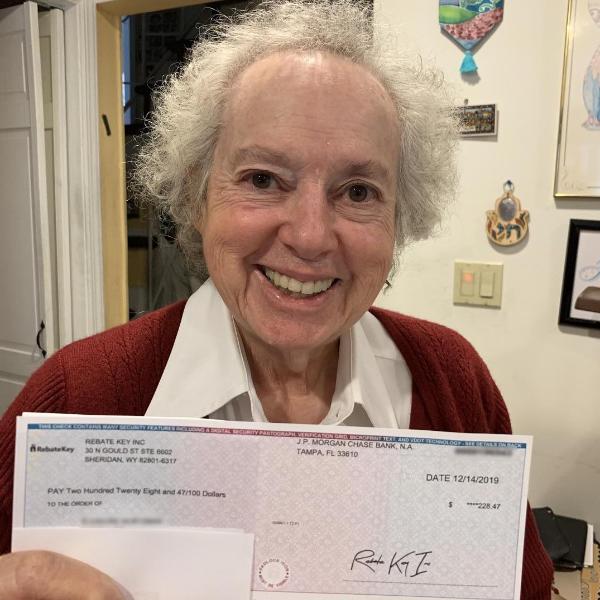 THIS CHECK CONTAINS MANY SECURITY FEATURES INCLUDING A DIGITAL SECURITY PANTOGRAPH, VERIFICATION GRID, MICROPRINT TEXT, AND VOID TECHNOLOGY - SEE DETAILS ON BACK
RebateKey
REBATE KEY INC
30 N GOULD ST STE 6602
SHERIDAN, WY 82801-6317
J.P. MORGAN CHASE BANK, N.A.
TAMPA, FL 33610
DATE 12/14/2019
PAY Two Hundred Twenty Eight and 47/100 Dollars
$ ****228.47
TO THE ORDER OF
Rebate Key Inc